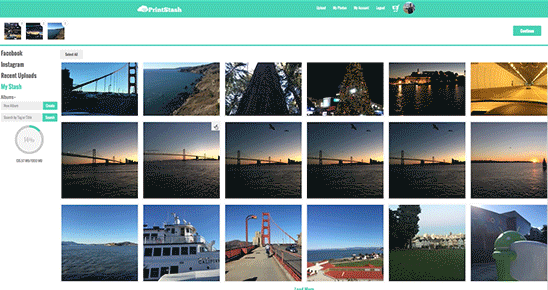 PrintStash
Upload
My Photos
My Account
Logout
Continue
Facebook
Instagram
Recent Uploads
My Stash
Select All
Albums
New Album
Create
Search by Tag or Title
Search
Load More